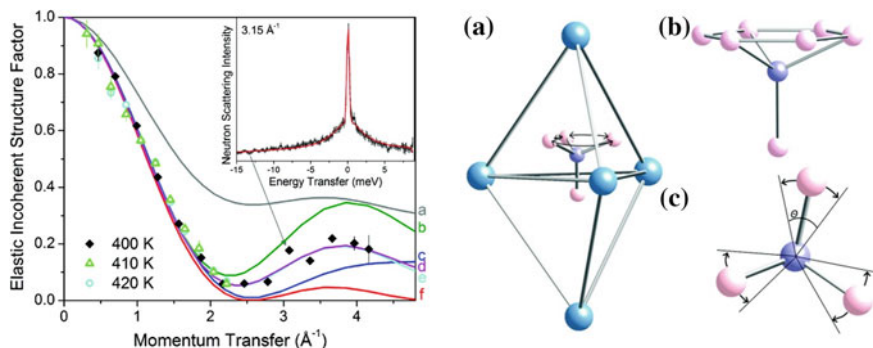 Elastic Incoherent Structure Factor
1.0
0.8
0.6
0.4
0.2
0.0
0
1
2
3
4
Momentum Transfer (Å⁻¹)
400 K
410 K
420 K
a
b
c
d
e
f
3.15 Å⁻¹
Neutron Scattering Intensity
-15
-10
-5
0
5
Energy Transfer (meV)
(a)
(b)
(c)
θ